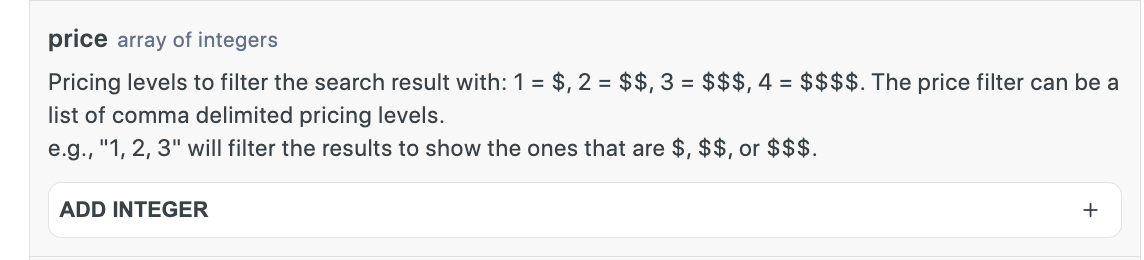 price array of integers
Pricing levels to filter the search result with: 1 = $, 2 = $$, 3 = $$$, 4 = $$$$. The price filter can be a
list of comma delimited pricing levels.
e.g., "1, 2, 3" will filter the results to show the ones that are $, $$, or $$$.
ADD INTEGER +